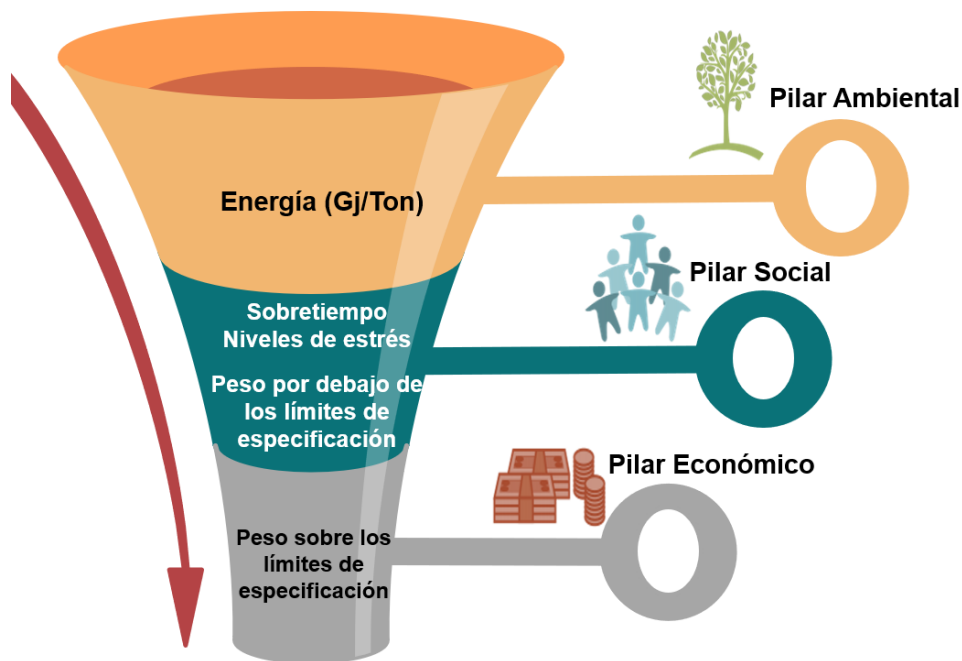 Pilar Ambiental
Energía (Gj/Ton)
Pilar Social
Sobretiempo
Niveles de estrés
Peso por debajo de
los límites de
especificación
Pilar Económico
Peso sobre los
límites de
especificación